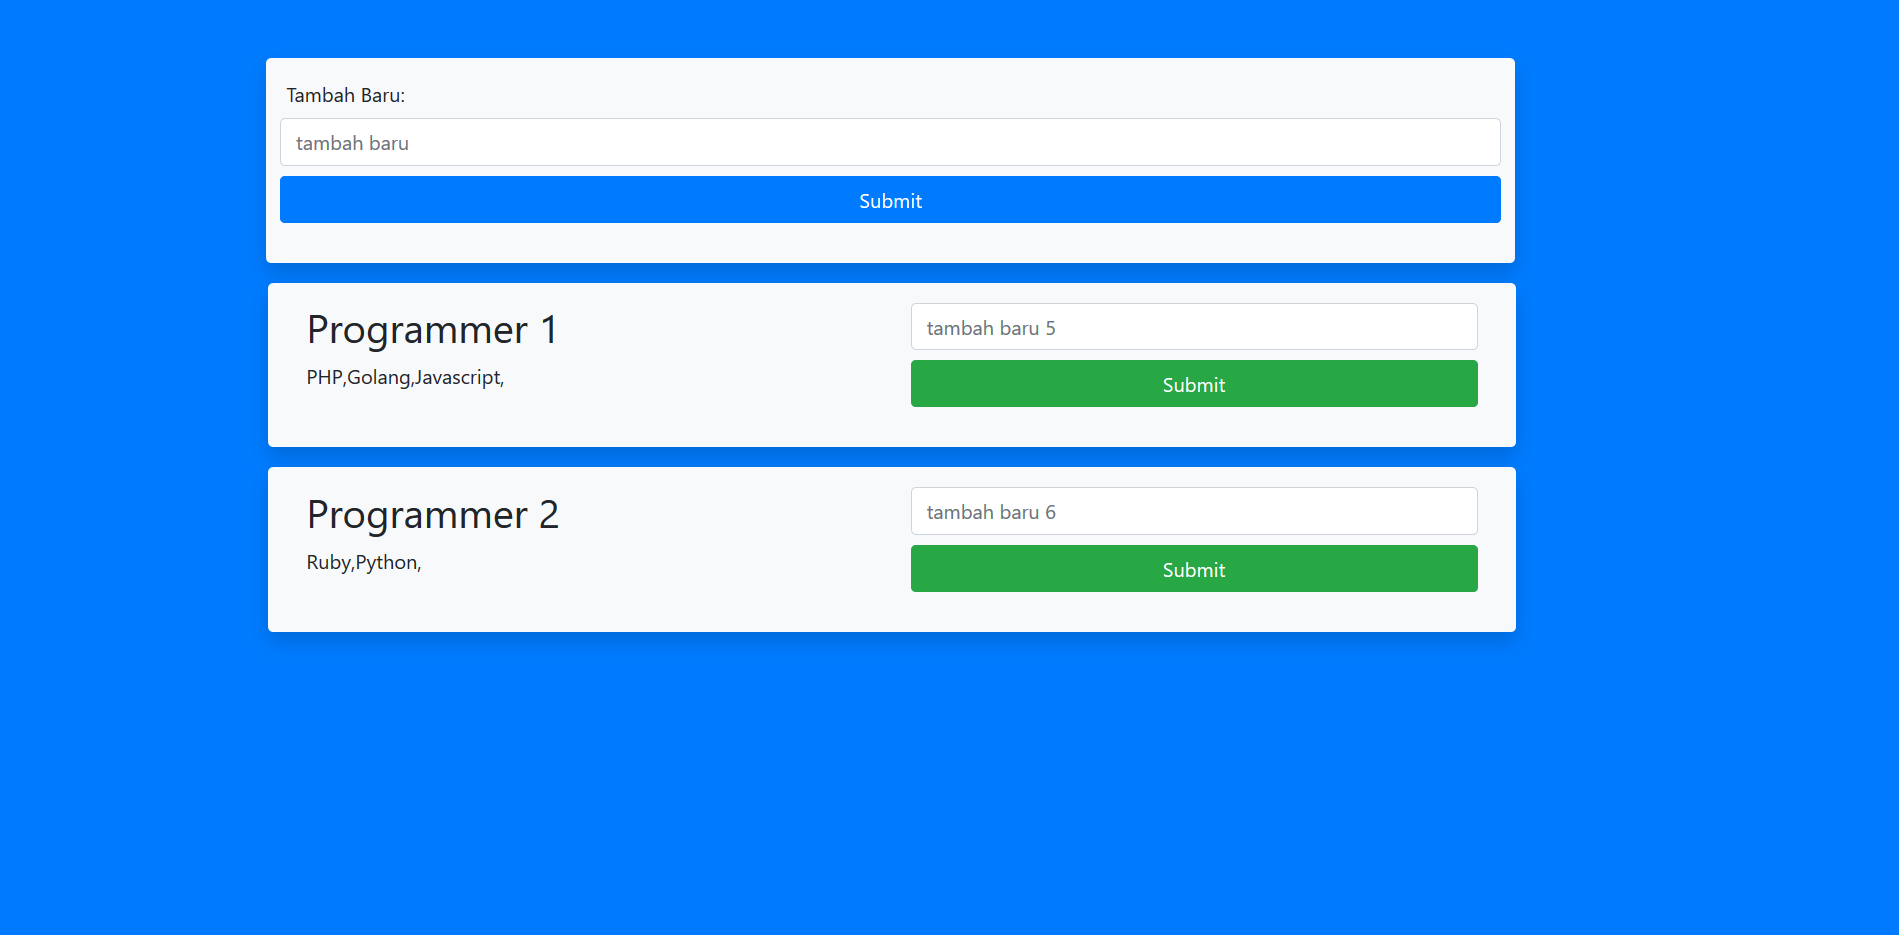 Tambah Baru:
tambah baru
Submit
Programmer 1
PHP,Golang,Javascript,
tambah baru 5
Submit
Programmer 2
Ruby,Python,
tambah baru 6
Submit